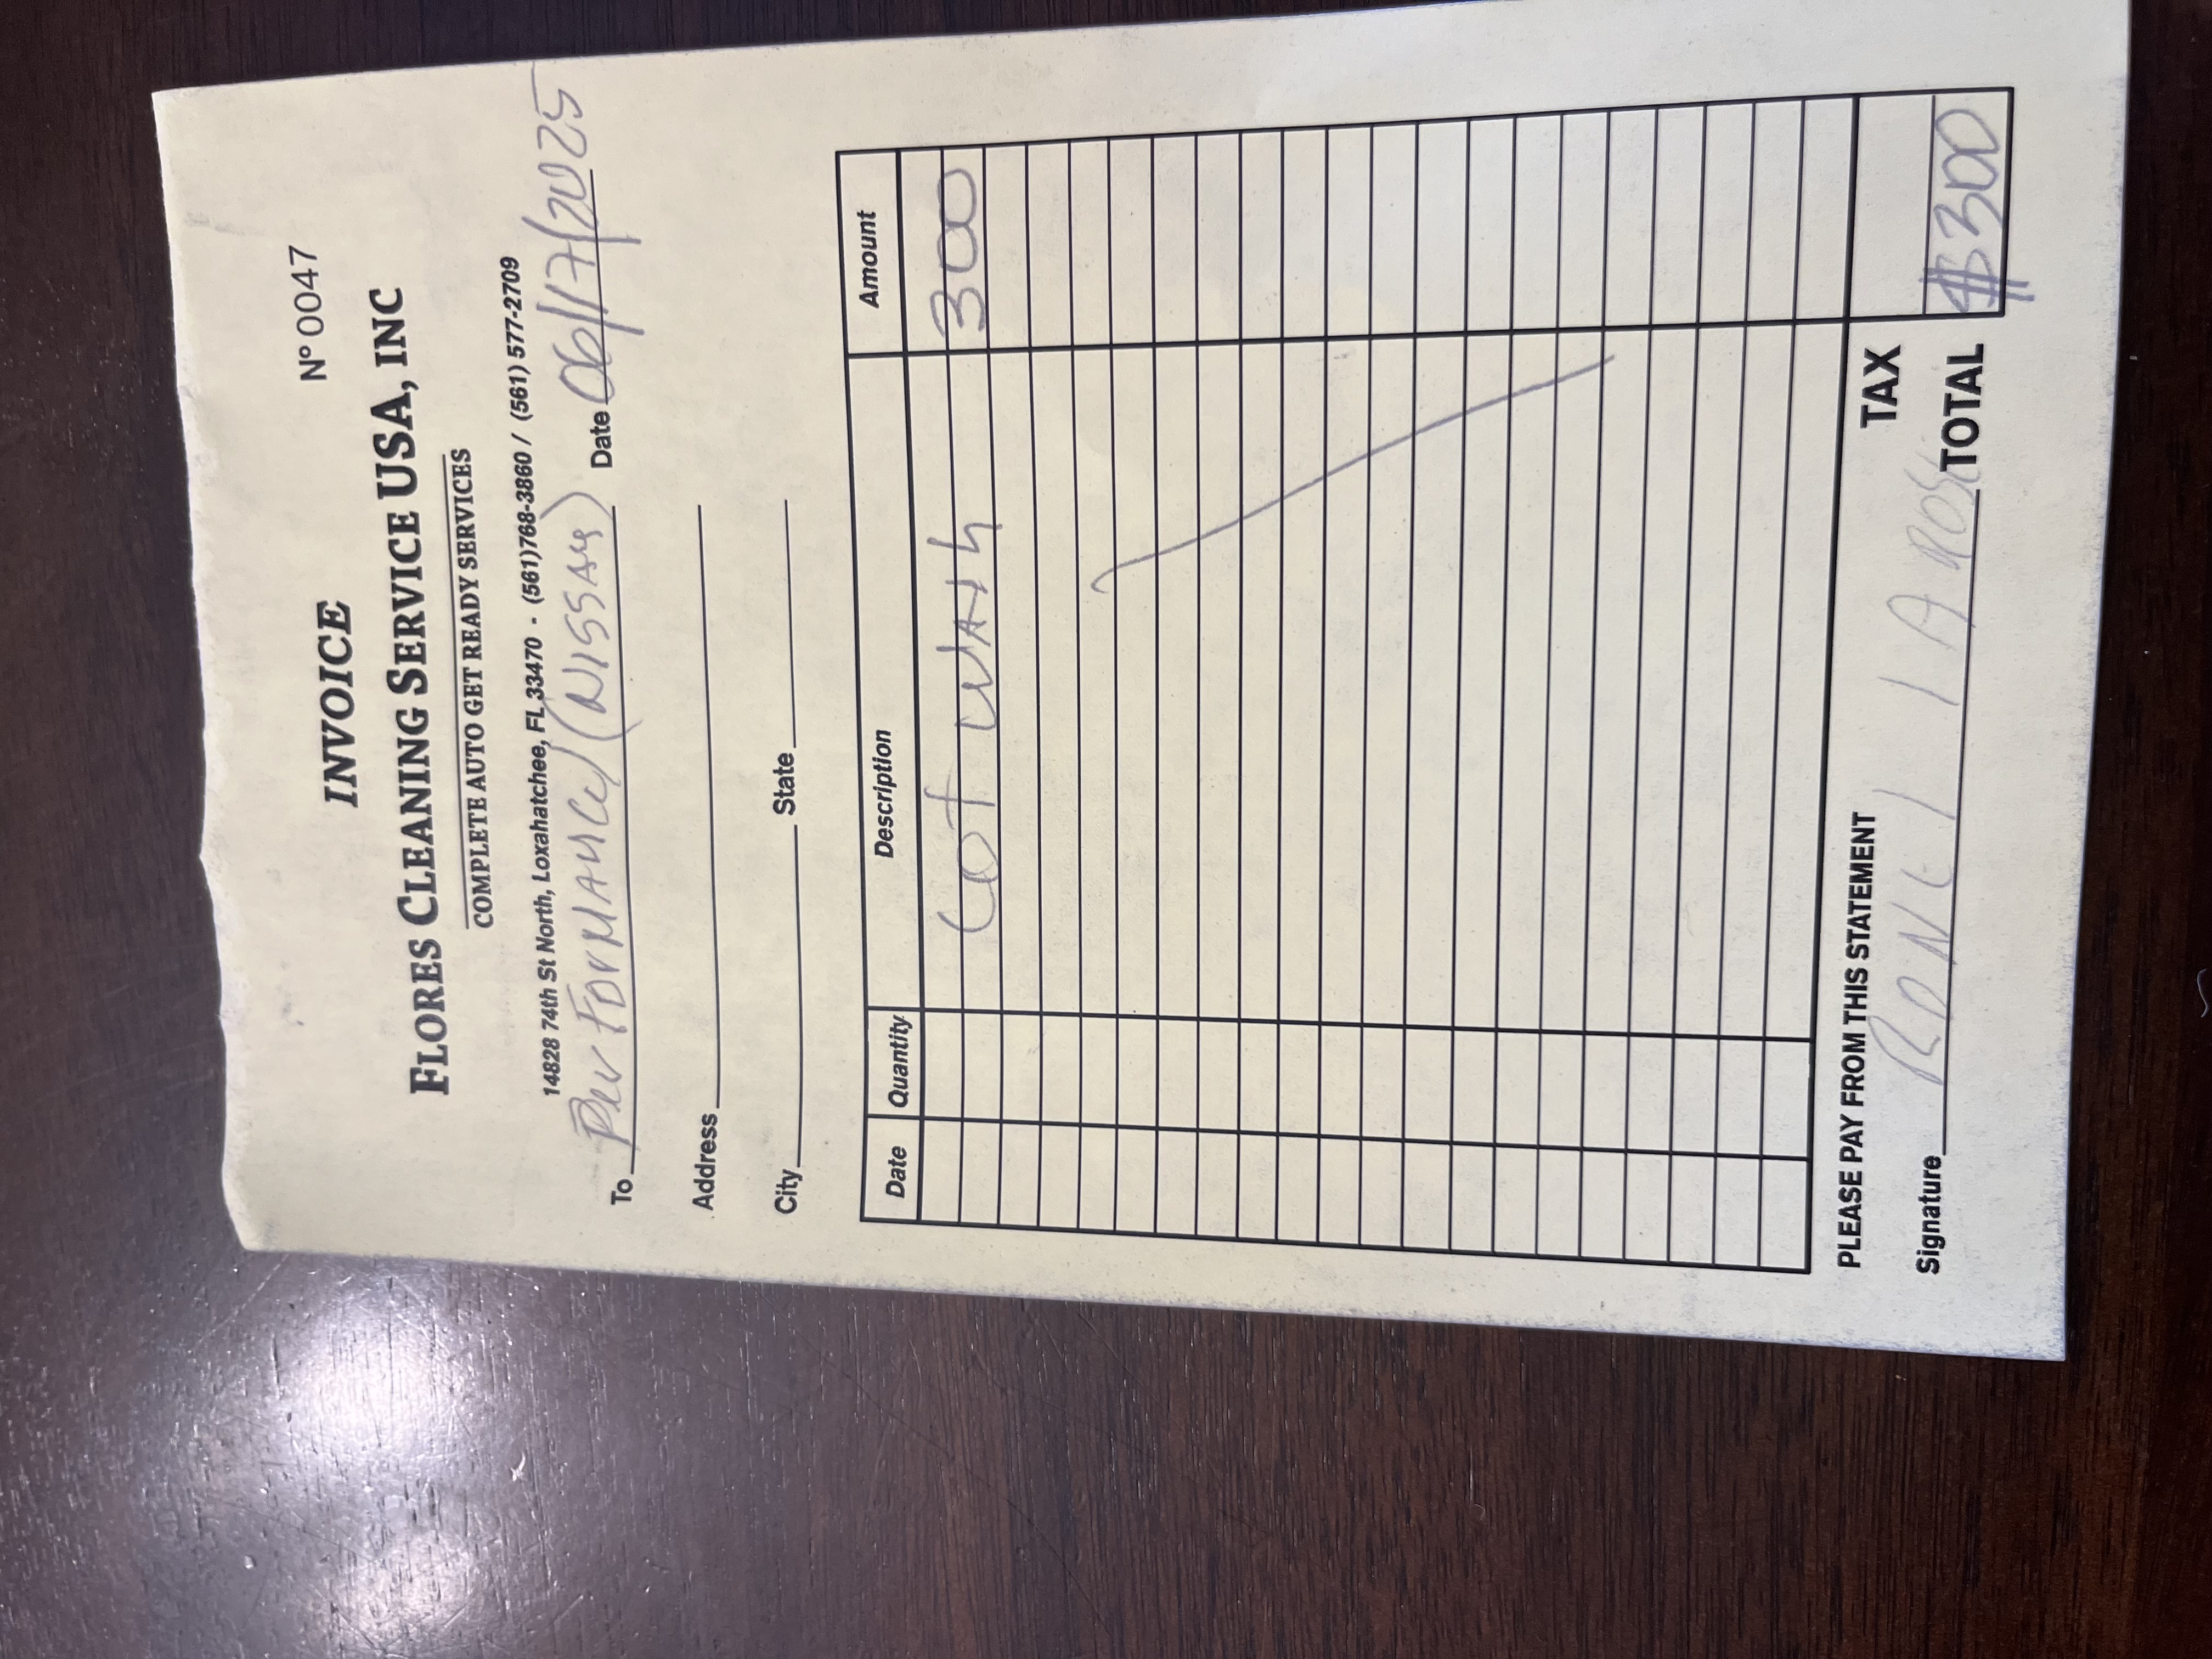 INVOICE Nº 0047
FLORES CLEANING SERVICE USA, INC
COMPLETE AUTO GET READY SERVICES
14828 74th St North, Loxahatchee, FL 33470 - (561)768-3860 / (561) 577-2709
To PerFormance/(NISSAN) Date 06/17/2025
Address
City State
Date Quantity Description Amount
Lot WAsh 300
PLEASE PAY FROM THIS STATEMENT TAX
Signature TOTAL $300